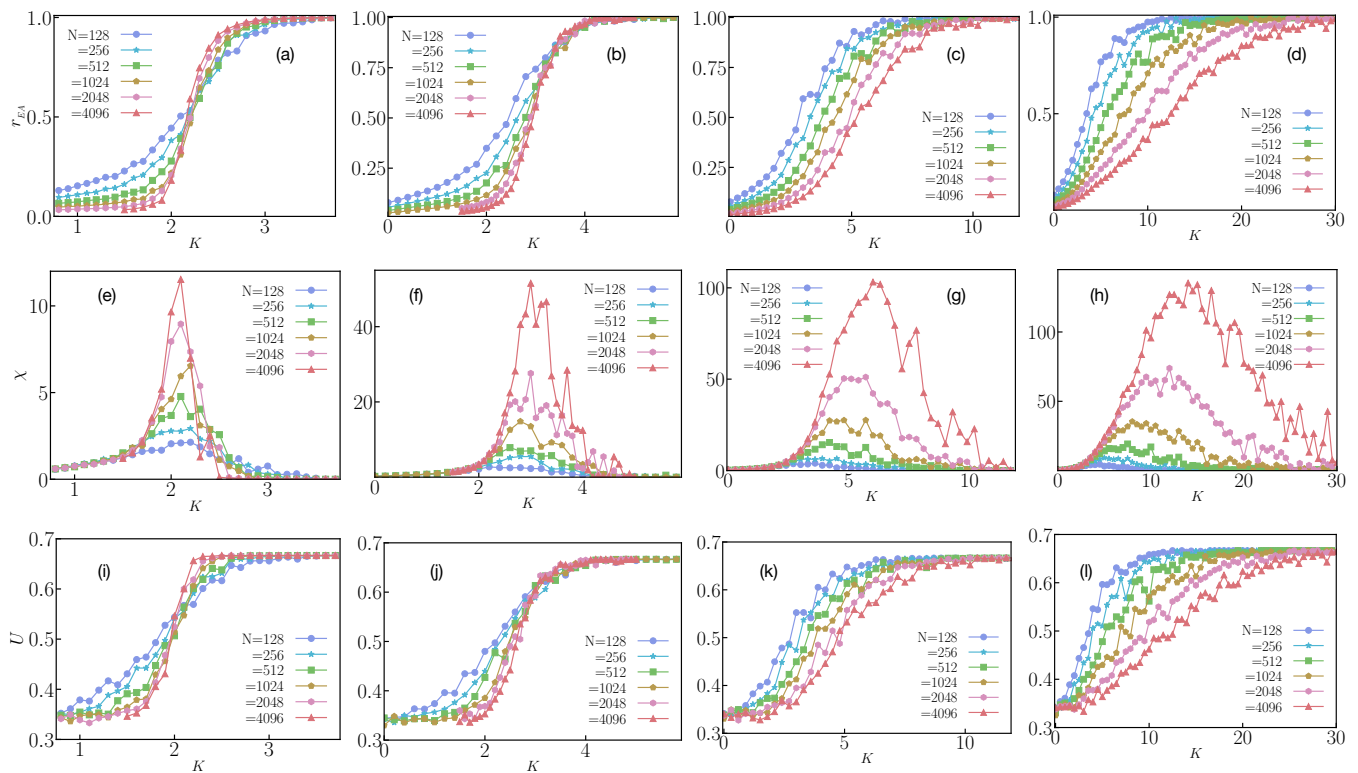 1.0
0.5
0.0
r_EA
N=128
=256
=512
=1024
=2048
=4096
(a)
1 2 3
K
1.00
0.75
0.50
0.25
N=128
=256
=512
=1024
=2048
=4096
(b)
0 2 4 6
K
1.00
0.75
0.50
0.25
(c)
N=128
=256
=512
=1024
=2048
=4096
0 5 10
K
1.0
0.5
(d)
N=128
=256
=512
=1024
=2048
=4096
0 10 20 30
K
10
5
0
χ
(e)
N=128
=256
=512
=1024
=2048
=4096
1 2 3
K
40
20
(f)
N=128
=256
=512
=1024
=2048
=4096
0 2 4 6
K
100
50
N=128
=256
=512
=1024
=2048
=4096
(g)
0 5 10
K
100
50
(h)
N=128
=256
=512
=1024
=2048
=4096
0 10 20 30
K
0.7
0.6
0.5
0.4
0.3
U
(i)
N=128
=256
=512
=1024
=2048
=4096
1 2 3
K
0.7
0.6
0.5
0.4
0.3
(j)
N=128
=256
=512
=1024
=2048
=4096
0 2 4
K
0.7
0.6
0.5
0.4
0.3
(k)
N=128
=256
=512
=1024
=2048
=4096
0 5 10
K
0.7
0.6
0.5
0.4
0.3
(l)
N=128
=256
=512
=1024
=2048
=4096
0 10 20 30
K